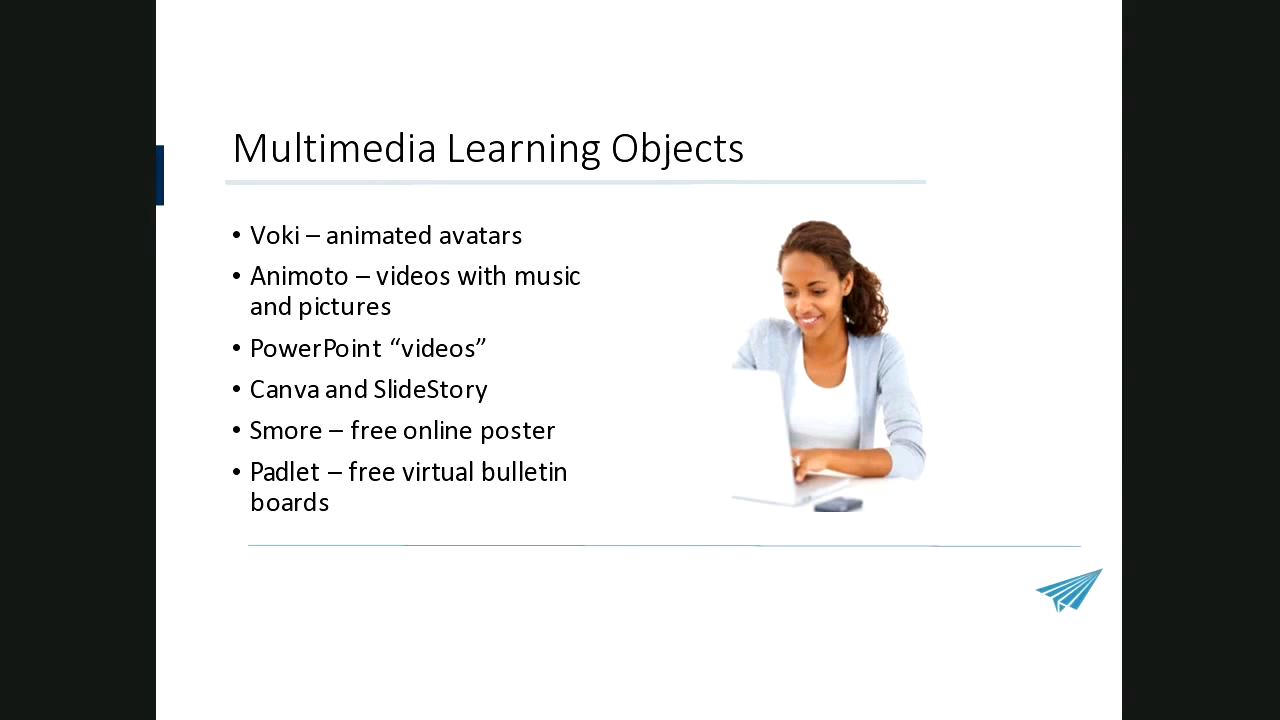 Multimedia Learning Objects
• Voki – animated avatars
• Animoto – videos with music
and pictures
• PowerPoint “videos”
• Canva and SlideStory
• Smore – free online poster
• Padlet – free virtual bulletin
boards